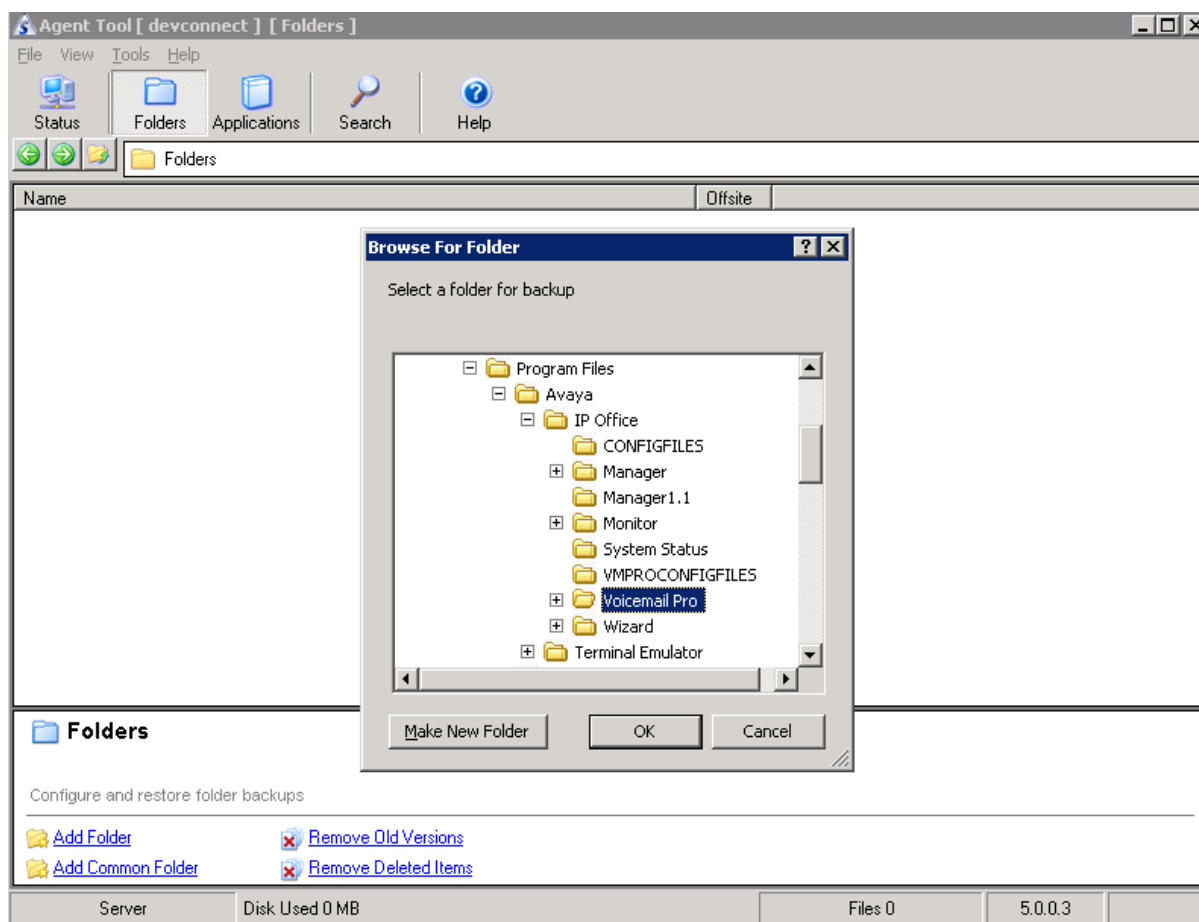 Agent Tool [ devconnect ] [ Folders ]
File View Tools Help
Status Folders Applications Search Help
Folders
Name Offsite
Browse For Folder
Select a folder for backup
Program Files
Avaya
IP Office
CONFIGFILES
Manager
Manager1.1
Monitor
System Status
VMPROCONFIGFILES
Voicemail Pro
Wizard
Terminal Emulator
Make New Folder OK Cancel
Folders
Configure and restore folder backups
Add Folder Remove Old Versions
Add Common Folder Remove Deleted Items
Server Disk Used 0 MB Files 0 5.0.0.3